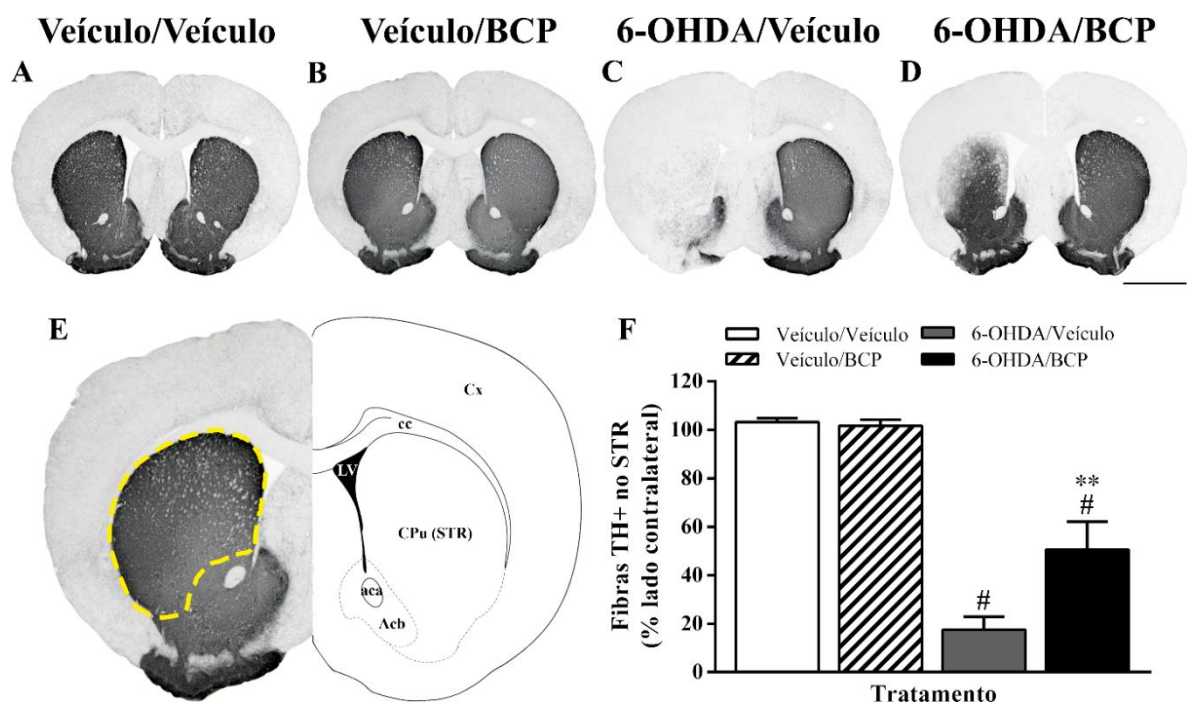 Veículo/Veículo Veículo/BCP 6-OHDA/Veículo 6-OHDA/BCP
A B C D
E
Cx
cc
LV
CPu (STR)
aca
Acb
F
Veículo/Veículo 6-OHDA/Veículo
Veículo/BCP 6-OHDA/BCP
Fibras TH+ no STR
(% lado contralateral)
120
100
80
60
40
20
0
#
**
#
Tratamento